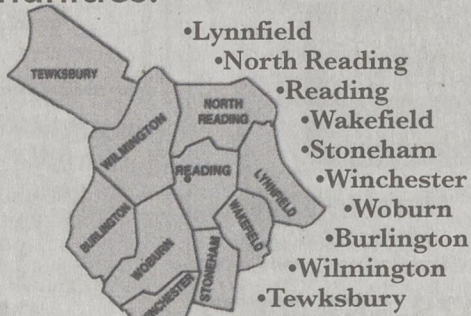 •Lynnfield
•North Reading
•Reading
•Wakefield
•Stoneham
•Winchester
•Woburn
•Burlington
•Wilmington
•Tewksbury
TEWKSBURY
WILMINGTON
NORTH
READING
READING
LYNNFIELD
WAKEFIELD
BURLINGTON
WOBURN
STONEHAM